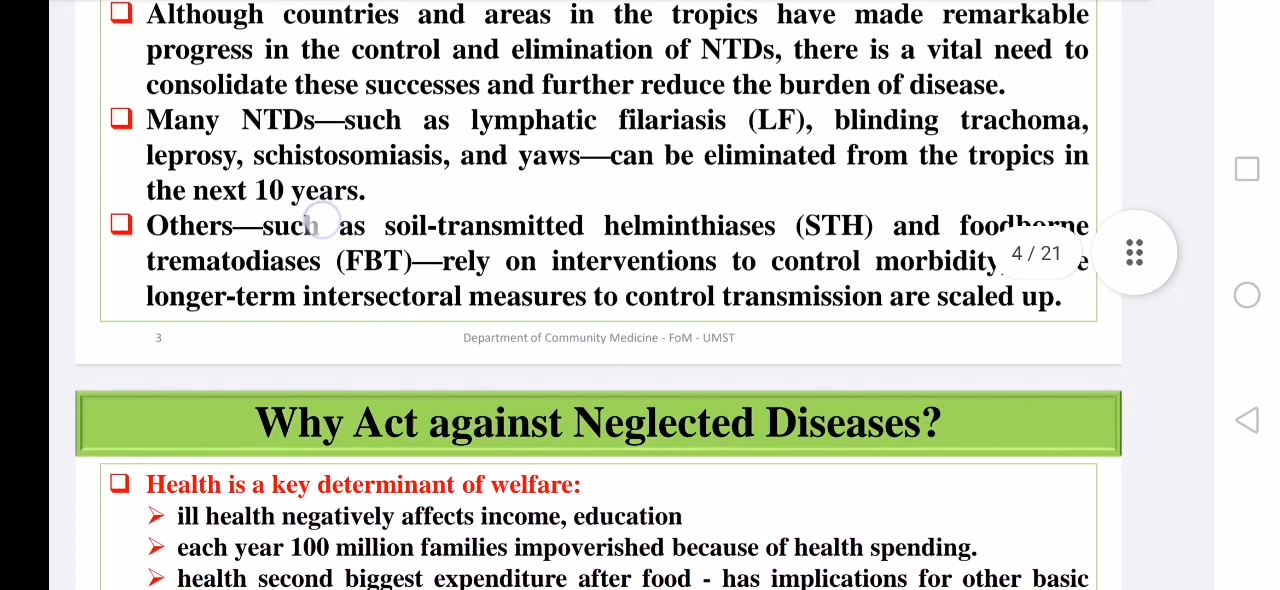 Although countries and areas in the tropics have made remarkable
progress in the control and elimination of NTDs, there is a vital need to
consolidate these successes and further reduce the burden of disease.
Many NTDs—such as lymphatic filariasis (LF), blinding trachoma,
leprosy, schistosomiasis, and yaws—can be eliminated from the tropics in
the next 10 years.
Others—such as soil-transmitted helminthiases (STH) and foodborne
trematodiases (FBT)—rely on interventions to control morbidity
4 / 21
longer-term intersectoral measures to control transmission are scaled up.
3
Department of Community Medicine - FoM - UMST
Why Act against Neglected Diseases?
Health is a key determinant of welfare:
ill health negatively affects income, education
each year 100 million families impoverished because of health spending.
health second biggest expenditure after food - has implications for other basic